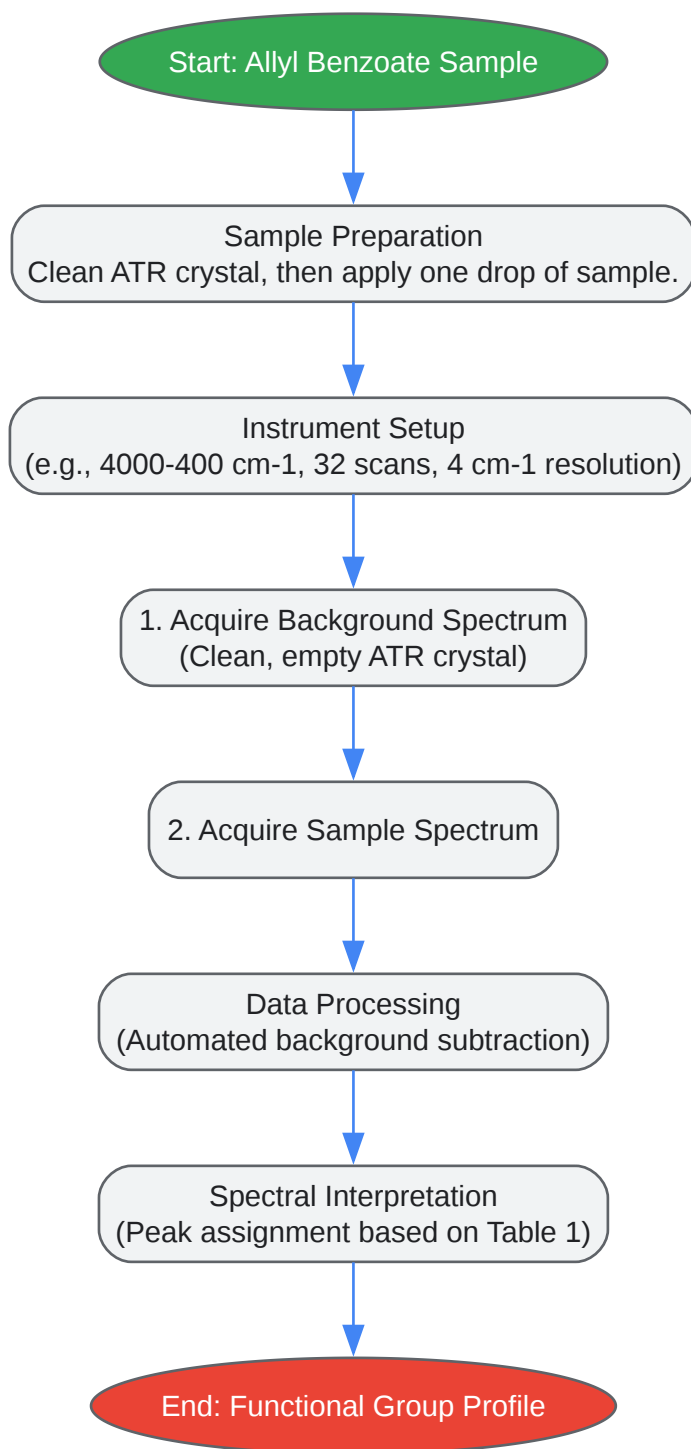 Start: Allyl Benzoate Sample
Sample Preparation
Clean ATR crystal, then apply one drop of sample.
Instrument Setup
(e.g., 4000-400 cm-1, 32 scans, 4 cm-1 resolution)
1. Acquire Background Spectrum
(Clean, empty ATR crystal)
2. Acquire Sample Spectrum
Data Processing
(Automated background subtraction)
Spectral Interpretation
(Peak assignment based on Table 1)
End: Functional Group Profile